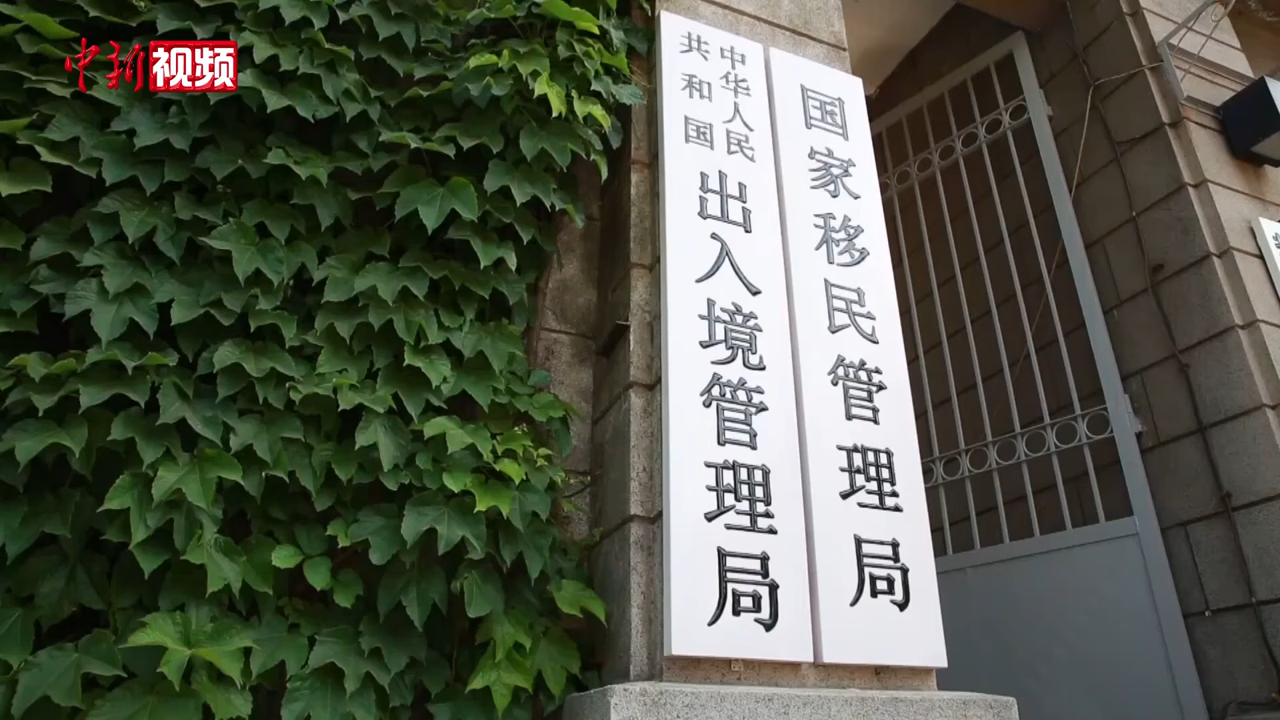 中新视频
国家移民管理局
中华人民
共和国
出入境管理局